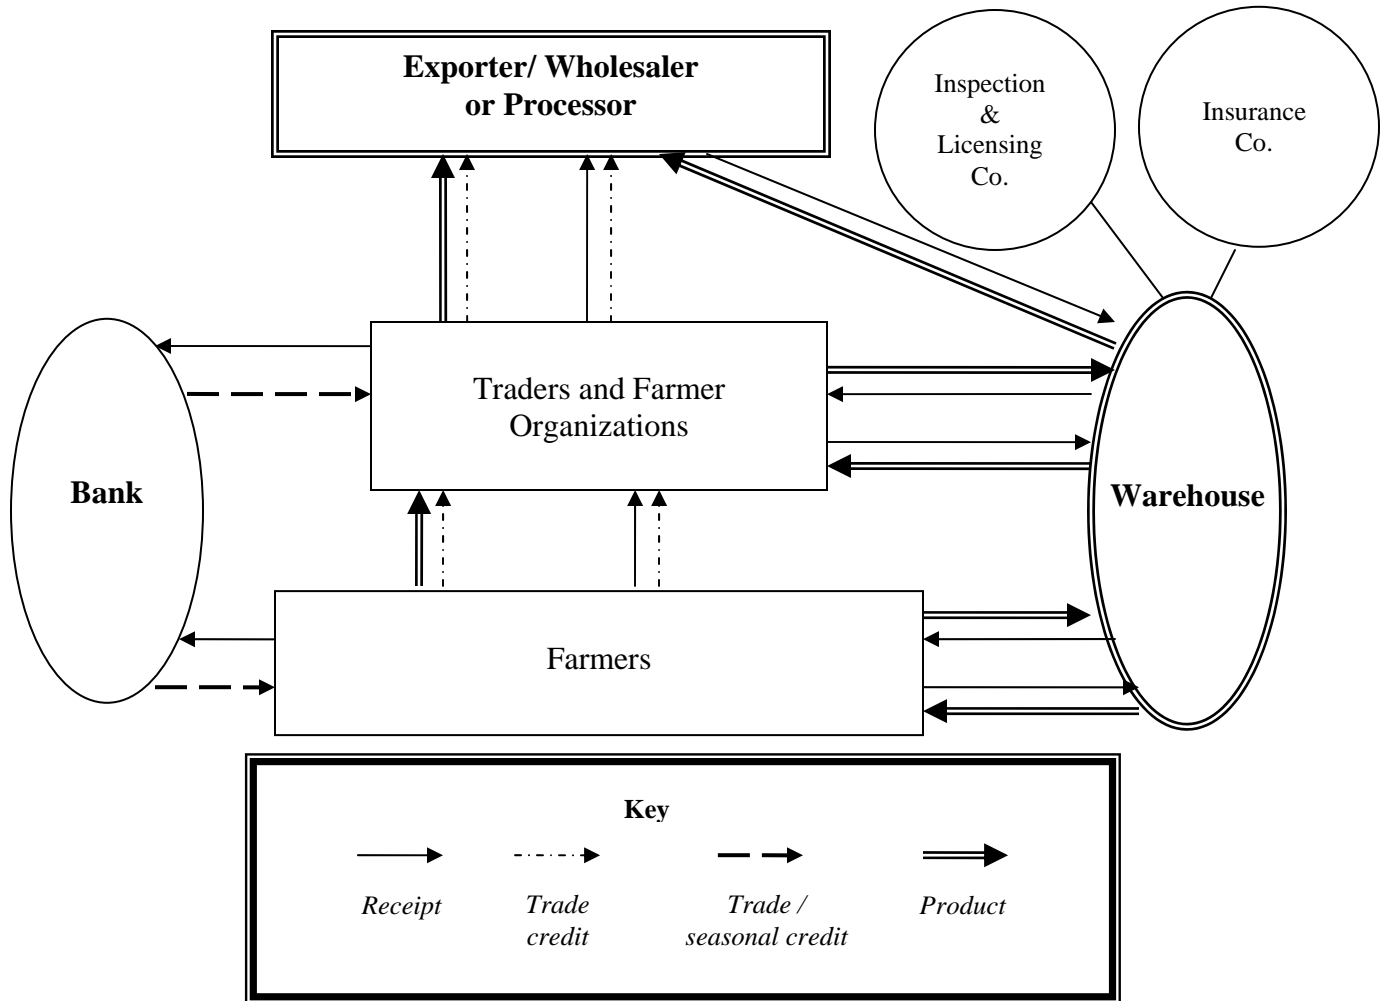 Exporter/ Wholesaler
or Processor
Inspection
&
Licensing
Co.
Insurance
Co.
Traders and Farmer
Organizations
Bank
Warehouse
Farmers
Key
Receipt
Trade
credit
Trade /
seasonal credit
Product